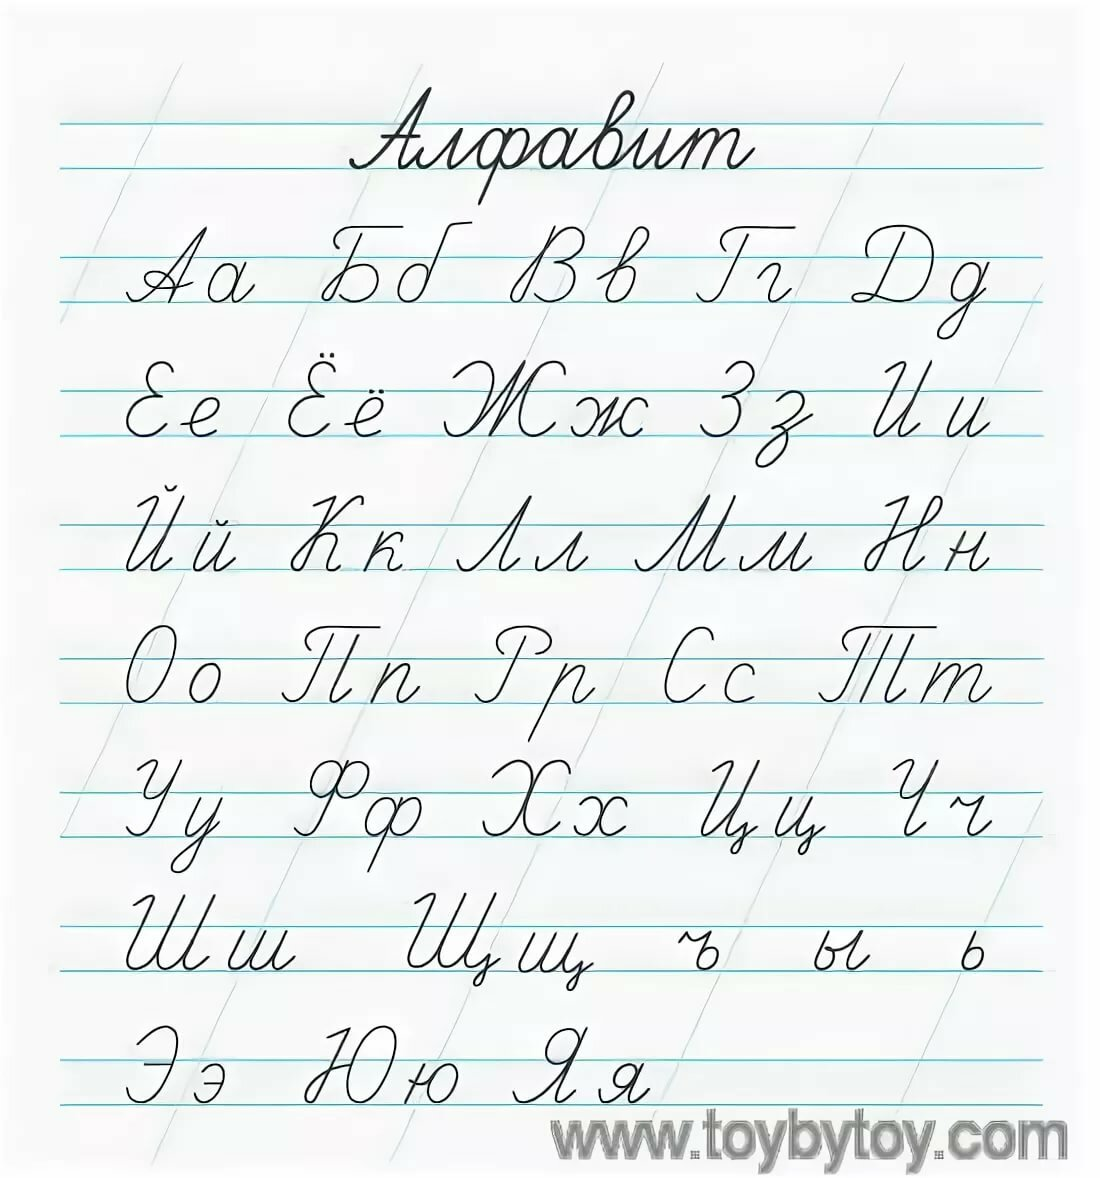 Алфавит
Аа Бб Вв Гг Дд
Ее Ёё Жж Зз Ии
Йй Кк Лл Мм Нн
Оо Пп Рр Сс Тт
Уу Фф Хх Цц Чч
Шш Щщ ъ ы ь
Ээ Юю Яя
www.toybytoy.com